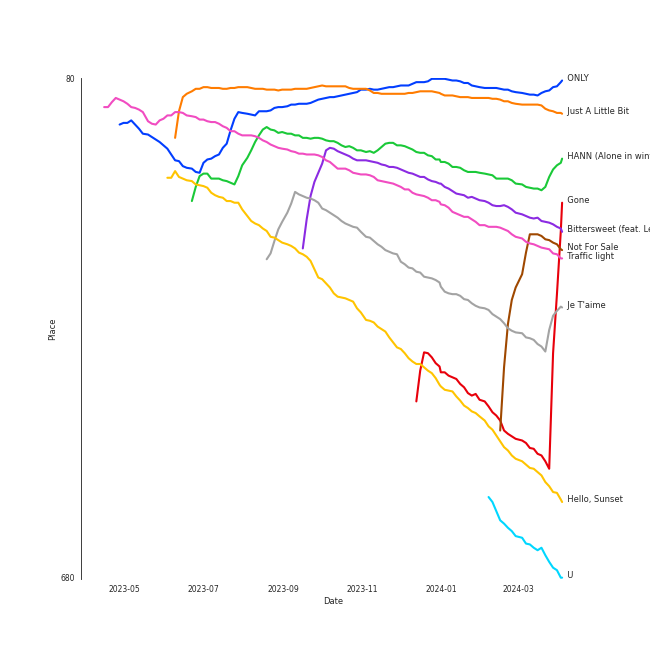 80
ONLY
Just A Little Bit
HANN (Alone in win
Gone
Bittersweet (feat. Le
Not For Sale
Traffic light
Je T'aime
Place
Hello, Sunset
U
680
2023-05
2023-07
2023-09
2023-11
2024-01
2024-03
Date